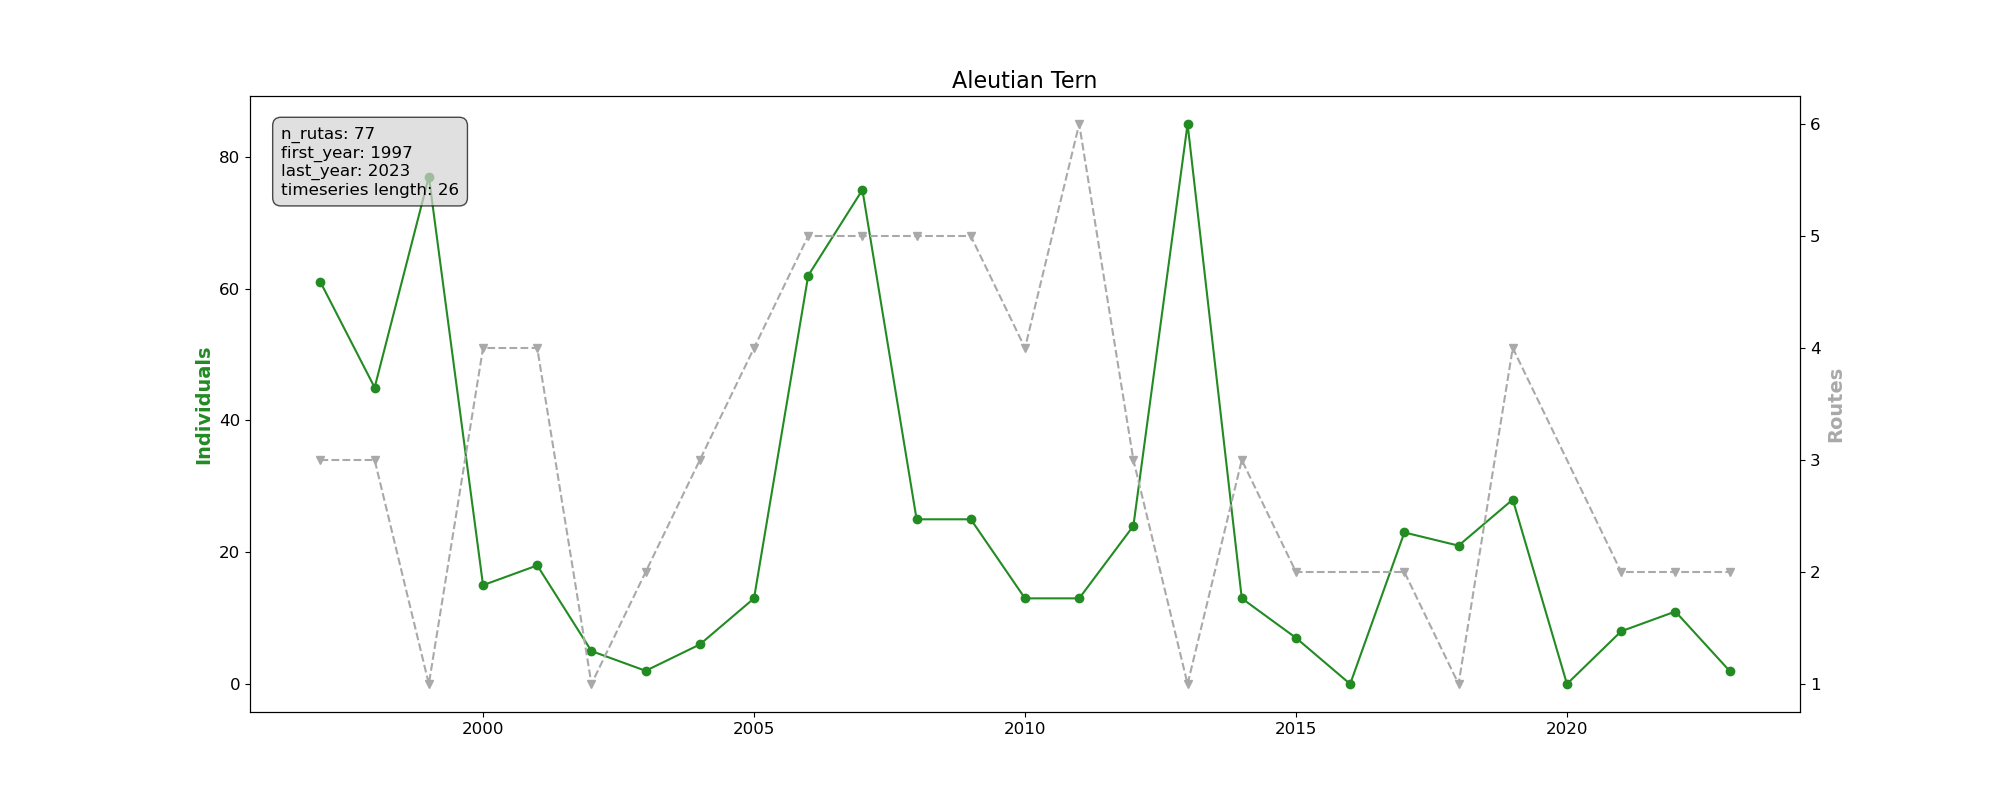 Aleutian Tern
n_rutas: 77
first_year: 1997
last_year: 2023
timeseries length: 26
80
60
40
20
0
Individuals
6
5
4
3
2
1
Routes
2000
2005
2010
2015
2020